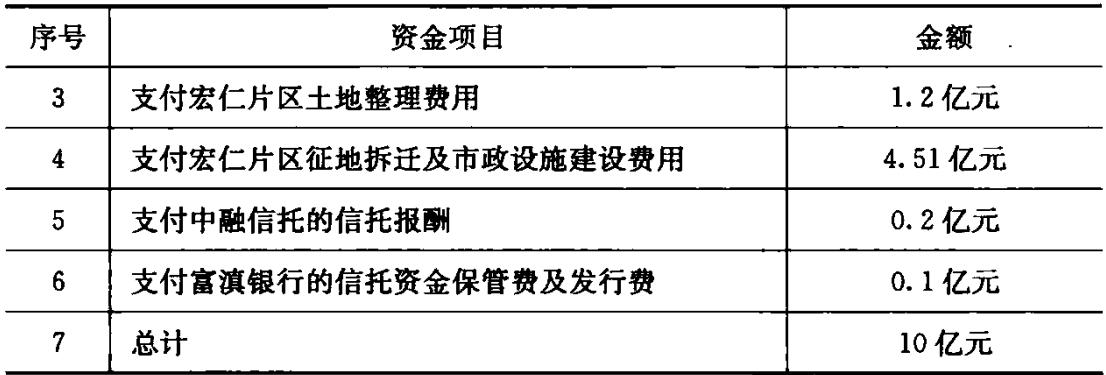 序号 资金项目 金额
3 支付宏仁片区土地整理费用 1.2亿元
4 支付宏仁片区征地拆迁及市政设施建设费用 4.51亿元
5 支付中融信托的信托报酬 0.2亿元
6 支付富滇银行的信托资金保管费及发行费 0.1亿元
7 总计 10亿元